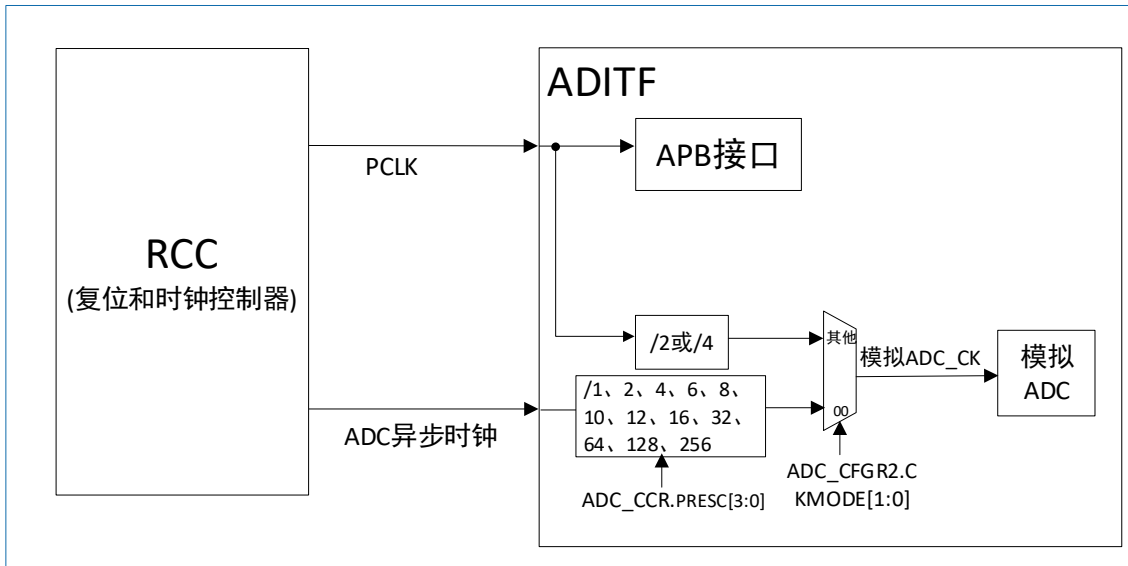 ADITF
APB接口
PCLK
RCC
(复位和时钟控制器)
/2或/4
其他
模拟ADC_CK
模拟
ADC
/1、2、4、6、8、
10、12、16、32、
64、128、256
00
ADC异步时钟
ADC_CCR.PRESC[3:0]
ADC_CFGR2.C
KMODE[1:0]